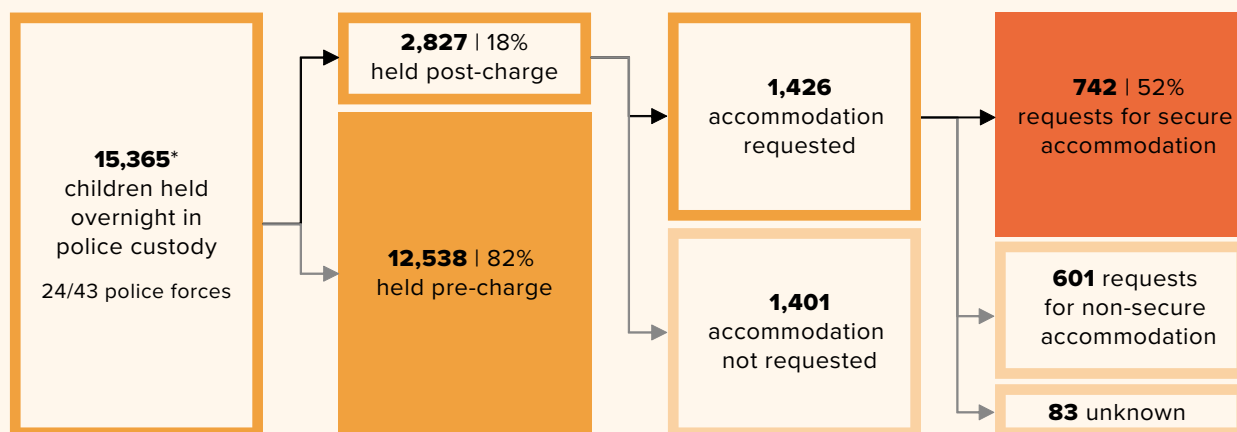 15,365*
children held
overnight in
police custody
24/43 police forces
2,827 | 18%
held post-charge
12,538 | 82%
held pre-charge
1,426
accommodation
requested
1,401
accommodation
not requested
742 | 52%
requests for secure
accommodation
601 requests
for non-secure
accommodation
83 unknown